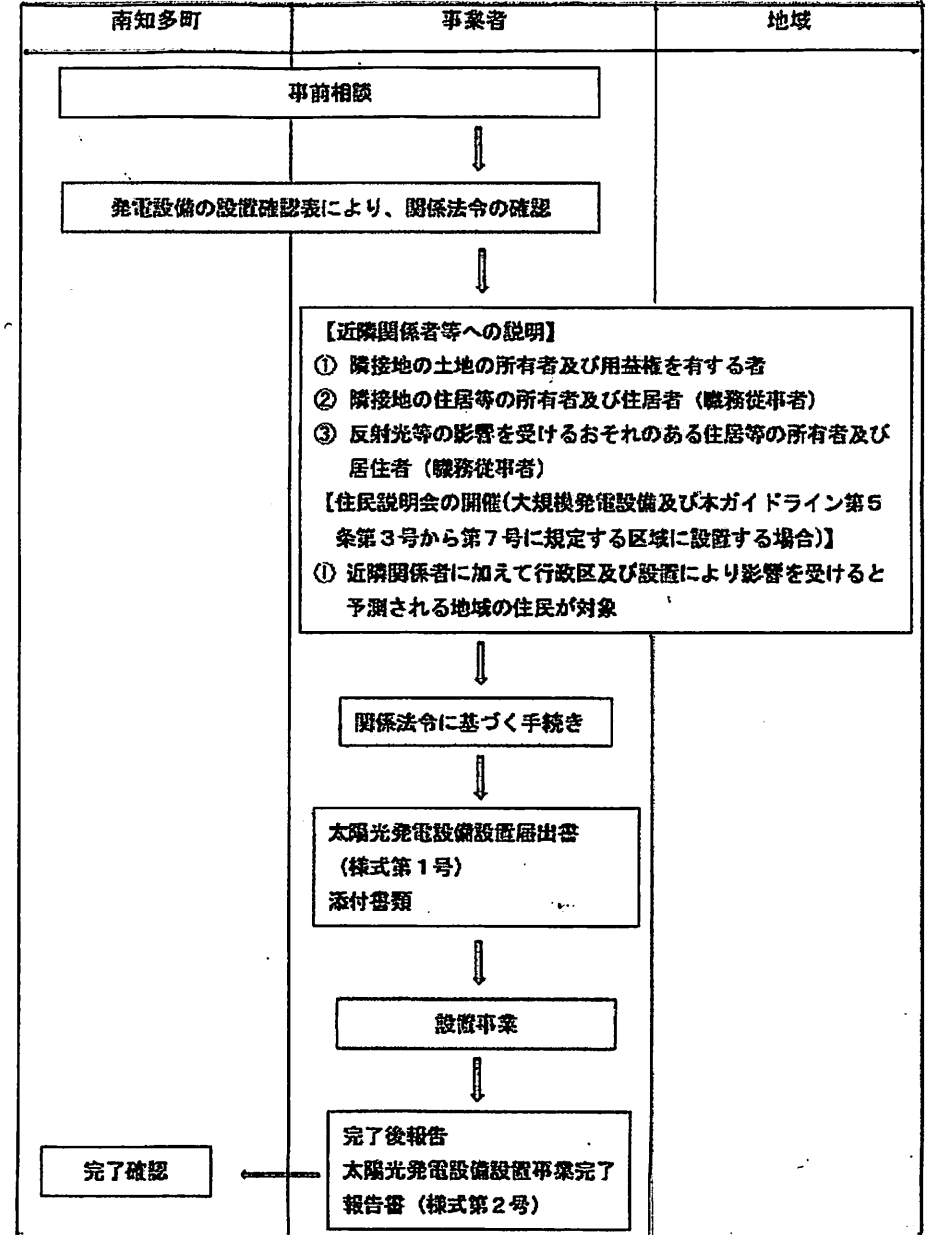 南知多町
事業者
地域
事前相談
発電設備の設置確認表により、関係法令の確認
【近隣関係者等への説明】
① 隣接地の土地の所有者及び用益権を有する者
② 隣接地の住居等の所有者及び住居者(職務従事者)
③ 反射光等の影響を受けるおそれのある住居等の所有者及び
居住者(職務従事者)
【住民説明会の開催(大規模発電設備及び本ガイドライン第5
条第3号から第7号に規定する区域に設置する場合)】
① 近隣関係者に加えて行政区及び設置により影響を受けると
予測される地域の住民が対象
関係法令に基づく手続き
太陽光発電設備設置届出書
(様式第1号)
添付書類
設置事業
完了後報告
太陽光発電設備設置事業完了
報告書(様式第2号)
完了確認